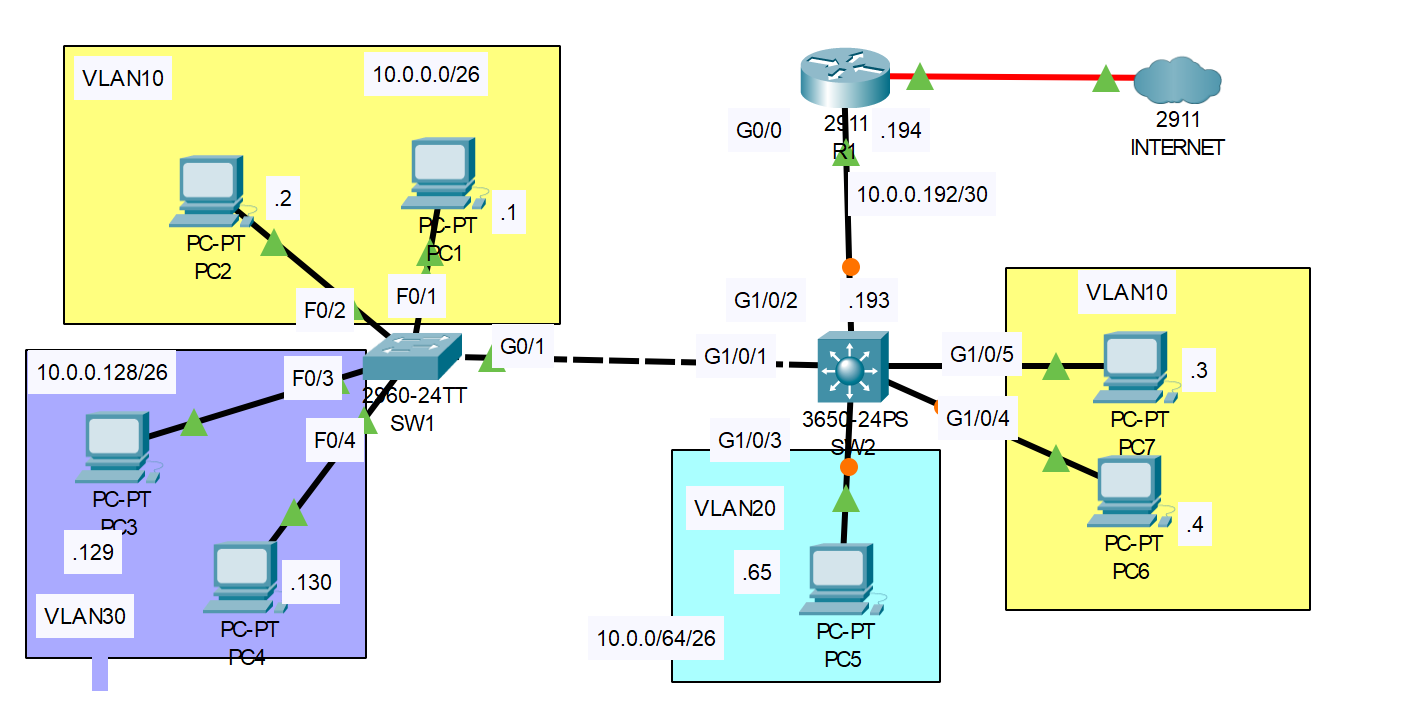 VLAN10
10.0.0.0/26
.2
.1
PC-PT
PC2
PC-PT
PC1
F0/2
F0/1
2911
R1
G0/0
.194
2911
INTERNET
10.0.0.192/30
G1/0/2
.193
G0/1
G1/0/1
3650-24PS
SW2
G1/0/5
G1/0/4
G1/0/3
VLAN10
.3
PC-PT
PC7
.4
PC-PT
PC6
10.0.0.128/26
F0/3
2960-24TT
SW1
F0/4
PC-PT
PC3
.129
.130
VLAN30
PC-PT
PC4
VLAN20
.65
10.0.0/64/26
PC-PT
PC5